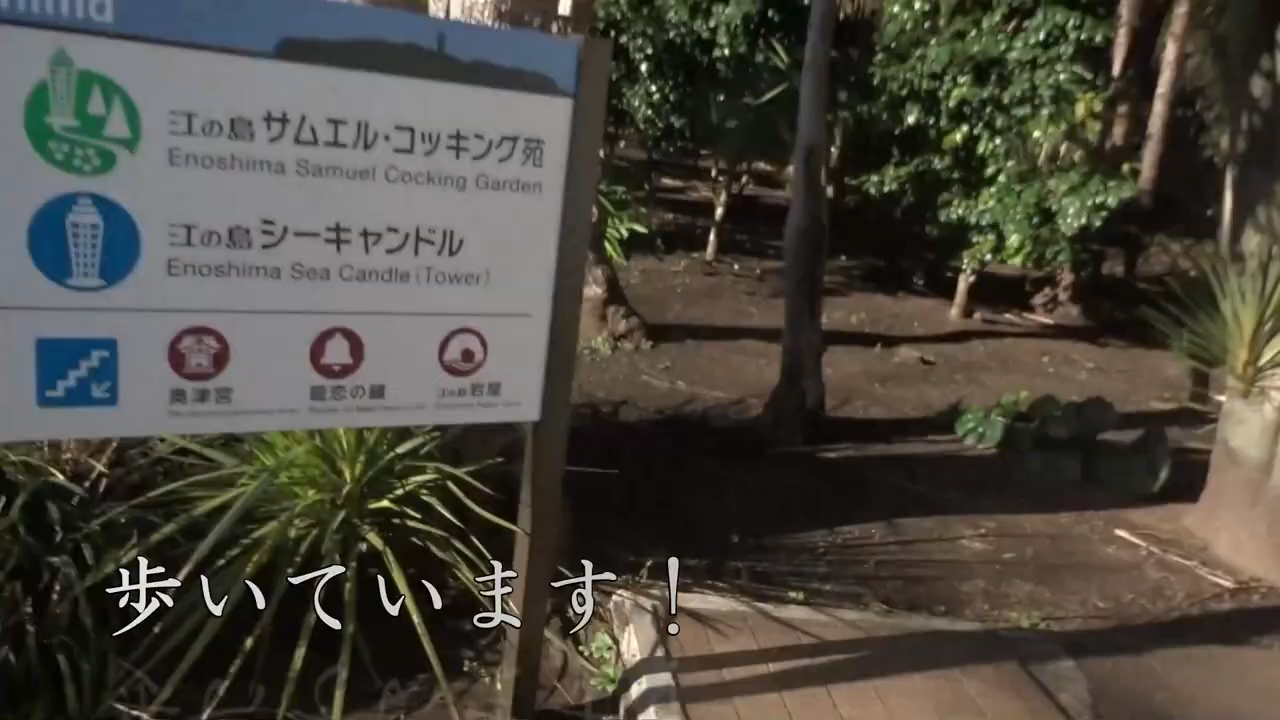 江の島サムエル・コッキング苑
Enoshima Samuel Cocking Garden
江の島シーキャンドル
Enoshima Sea Candle (Tower)
奥津宮
龍恋の鐘
江の島岩屋
歩いています!